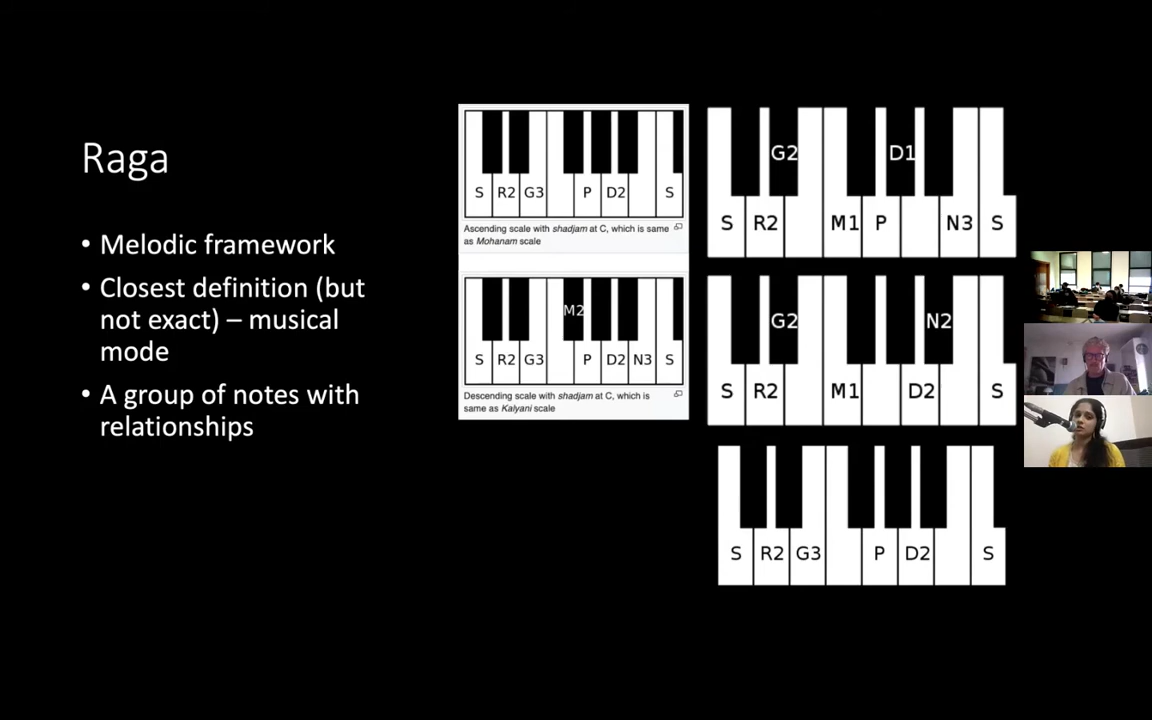 Raga
• Melodic framework
• Closest definition (but
not exact) – musical
mode
• A group of notes with
relationships
S R2 G3 P D2 S
Ascending scale with shadjam at C, which is same
as Mohanam scale
M2
S R2 G3 P D2 N3 S
Descending scale with shadjam at C, which is
same as Kalyani scale
G2 D1
S R2 M1 P N3 S
G2 N2
S R2 M1 D2 S
S R2 G3 P D2 S